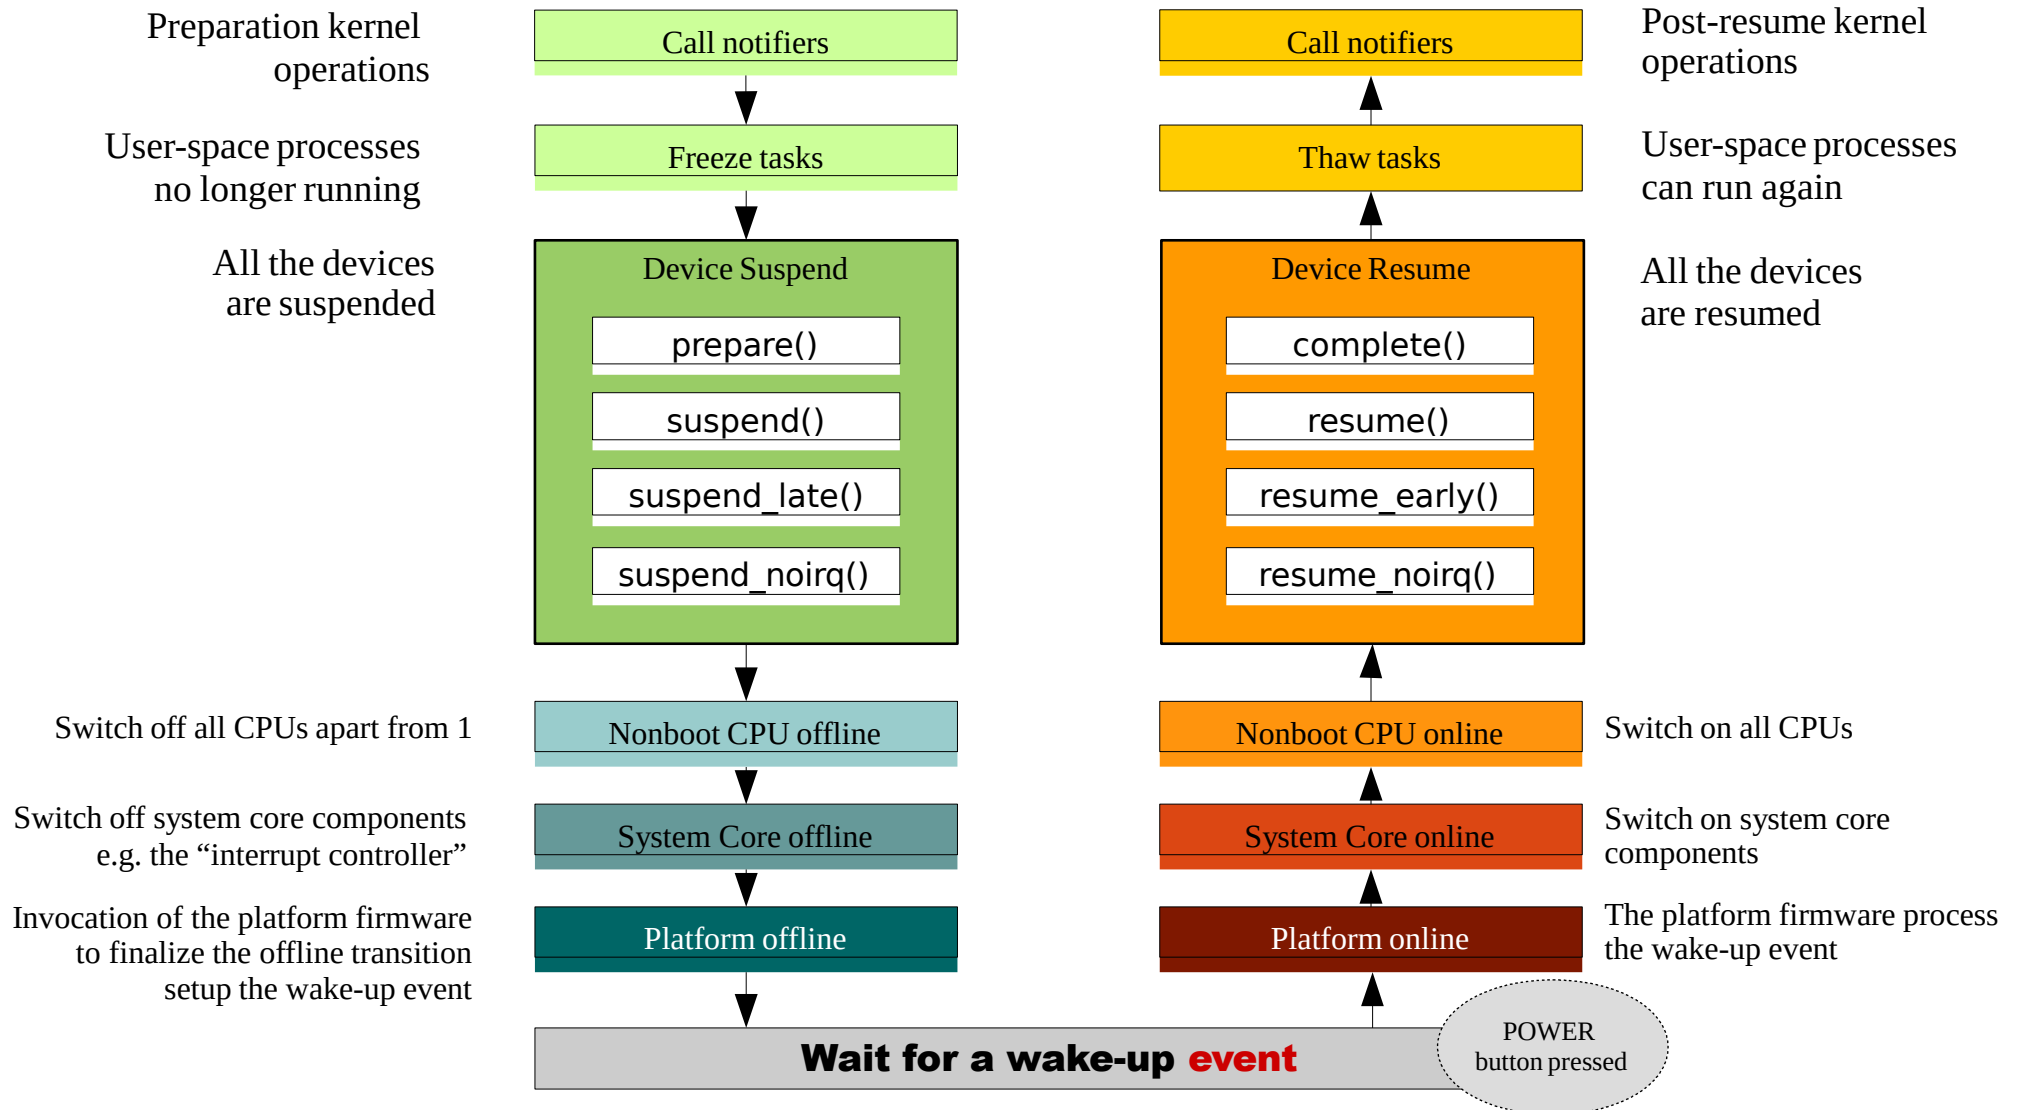 Preparation kernel
operations
Call notifiers
Call notifiers
Post-resume kernel
operations
User-space processes
no longer running
Freeze tasks
Thaw tasks
User-space processes
can run again
All the devices
are suspended
Device Suspend
prepare()
suspend()
suspend_late()
suspend_noirq()
Device Resume
complete()
resume()
resume_early()
resume_noirq()
All the devices
are resumed
Switch off all CPUs apart from 1
Nonboot CPU offline
Nonboot CPU online
Switch on all CPUs
Switch off system core components
e.g. the “interrupt controller”
System Core offline
System Core online
Switch on system core
components
Invocation of the platform firmware
to finalize the offline transition
setup the wake-up event
Platform offline
Platform online
The platform firmware process
the wake-up event
Wait for a wake-up event
POWER
button pressed